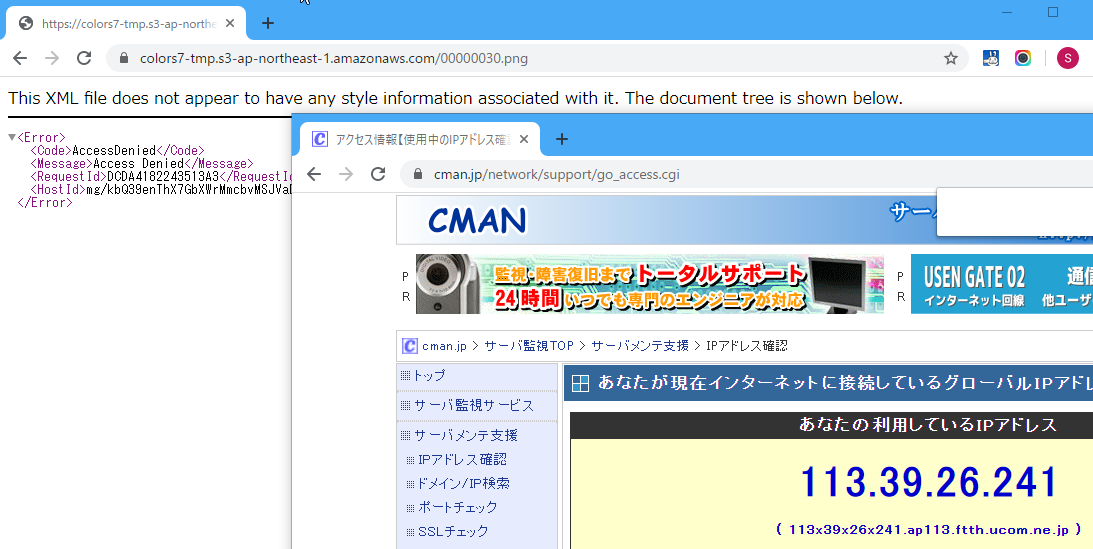 https://colors7-tmp.s3-ap-northe
colors7-tmp.s3-ap-northeast-1.amazonaws.com/00000030.png
S
This XML file does not appear to have any style information associated with it. The document tree is shown below.
<Error>
<Code>AccessDenied</Code>
<Message>Access Denied</Message>
<RequestId>DCDA4182243513A3</RequestId
<HostId>mg/kbQ39enThX7GbXWrMmcbvMSJVaD
</Error>
アクセス情報【使用中のIPアドレス確認
cman.jp/network/support/go_access.cgi
CMAN
サー
PR
監視・障害復旧まで トータルサポート
24時間 いつでも専門のエンジニアが対応
PR
USEN GATE 02 通信
インターネット回線 他ユーザ
cman.jp > サーバ監視TOP > サーバメンテ支援 > IPアドレス確認
トップ
サーバ監視サービス
サーバメンテ支援
IPアドレス確認
ドメイン/IP検索
ポートチェック
SSLチェック
あなたが現在インターネットに接続しているグローバルIPアドレ
あなたの利用しているIPアドレス
113.39.26.241
( 113x39x26x241.ap113.ftth.ucom.ne.jp )